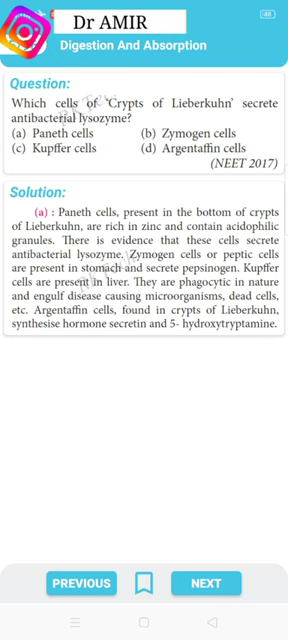 Dr AMIR
48
Digestion And Absorption
Question:
Which cells of ‘Crypts of Lieberkuhn’ secrete
antibacterial lysozyme?
(a) Paneth cells (b) Zymogen cells
(c) Kupffer cells (d) Argentaffin cells
(NEET 2017)
Solution:
(a) : Paneth cells, present in the bottom of crypts
of Lieberkuhn, are rich in zinc and contain acidophilic
granules. There is evidence that these cells secrete
antibacterial lysozyme. Zymogen cells or peptic cells
are present in stomach and secrete pepsinogen. Kupffer
cells are present in liver. They are phagocytic in nature
and engulf disease causing microorganisms, dead cells,
etc. Argentaffin cells, found in crypts of Lieberkuhn,
synthesise hormone secretin and 5- hydroxytryptamine.
PREVIOUS
NEXT